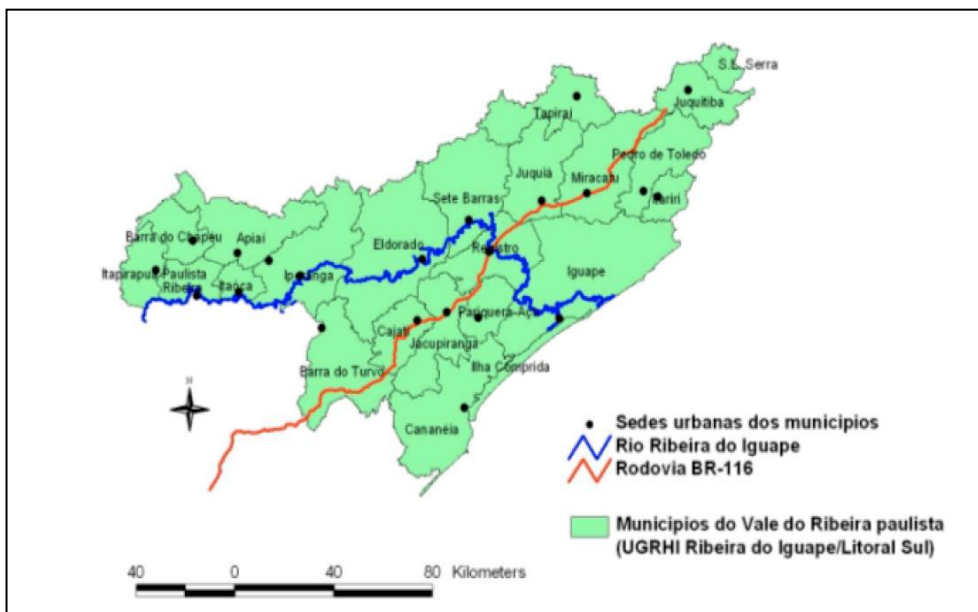 S.L. Serra
Juquitiba
Tapiraí
Pedro de Toledo
Juquiá
Miracatu
Itariri
Sete Barras
Barra do Chapéu
Apiaí
Eldorado
Registro
Itapirapuã Paulista
Iporanga
Iguape
Ribeira
Itaóca
Pariquera-Açu
Cajati
Jacupiranga
Barra do Turvo
Ilha Comprida
N
Cananéia
Sedes urbanas dos municipios
Rio Ribeira do Iguape
Rodovia BR-116
Municipios do Vale do Ribeira paulista
(UGRHI Ribeira do Iguape/Litoral Sul)
40 0 40 80 Kilometers